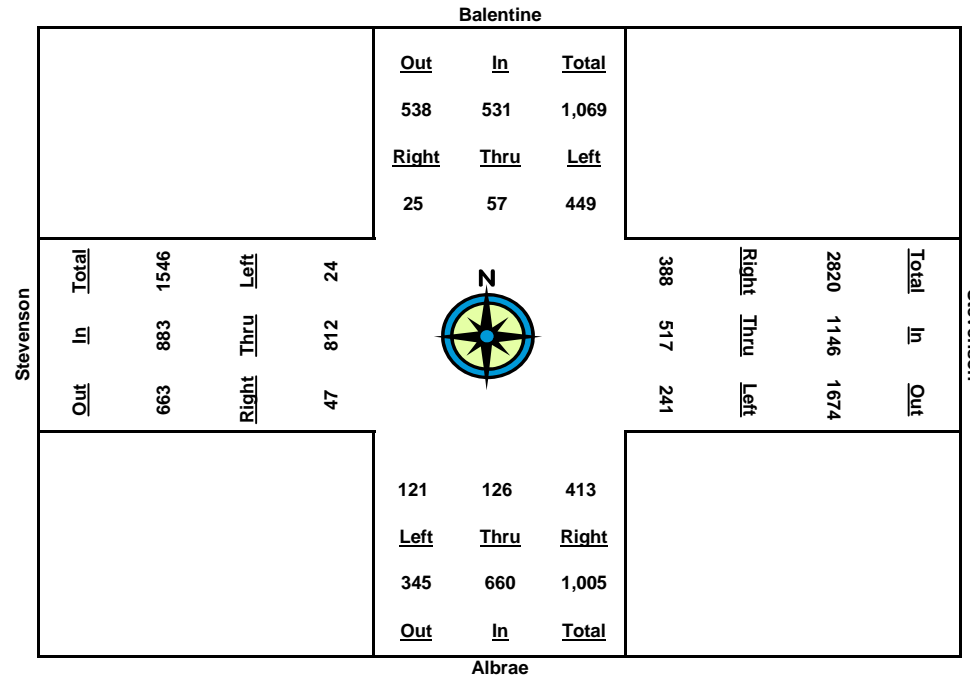 Balentine
Out In Total
538 531 1,069
Right Thru Left
25 57 449
Stevenson
Total 1546 Left 24
In 883 Thru 812
Out 663 Right 47
N
388 Right 2820 Total
517 Thru 1146 In
241 Left 1674 Out
121 126 413
Left Thru Right
345 660 1,005
Out In Total
Albrae